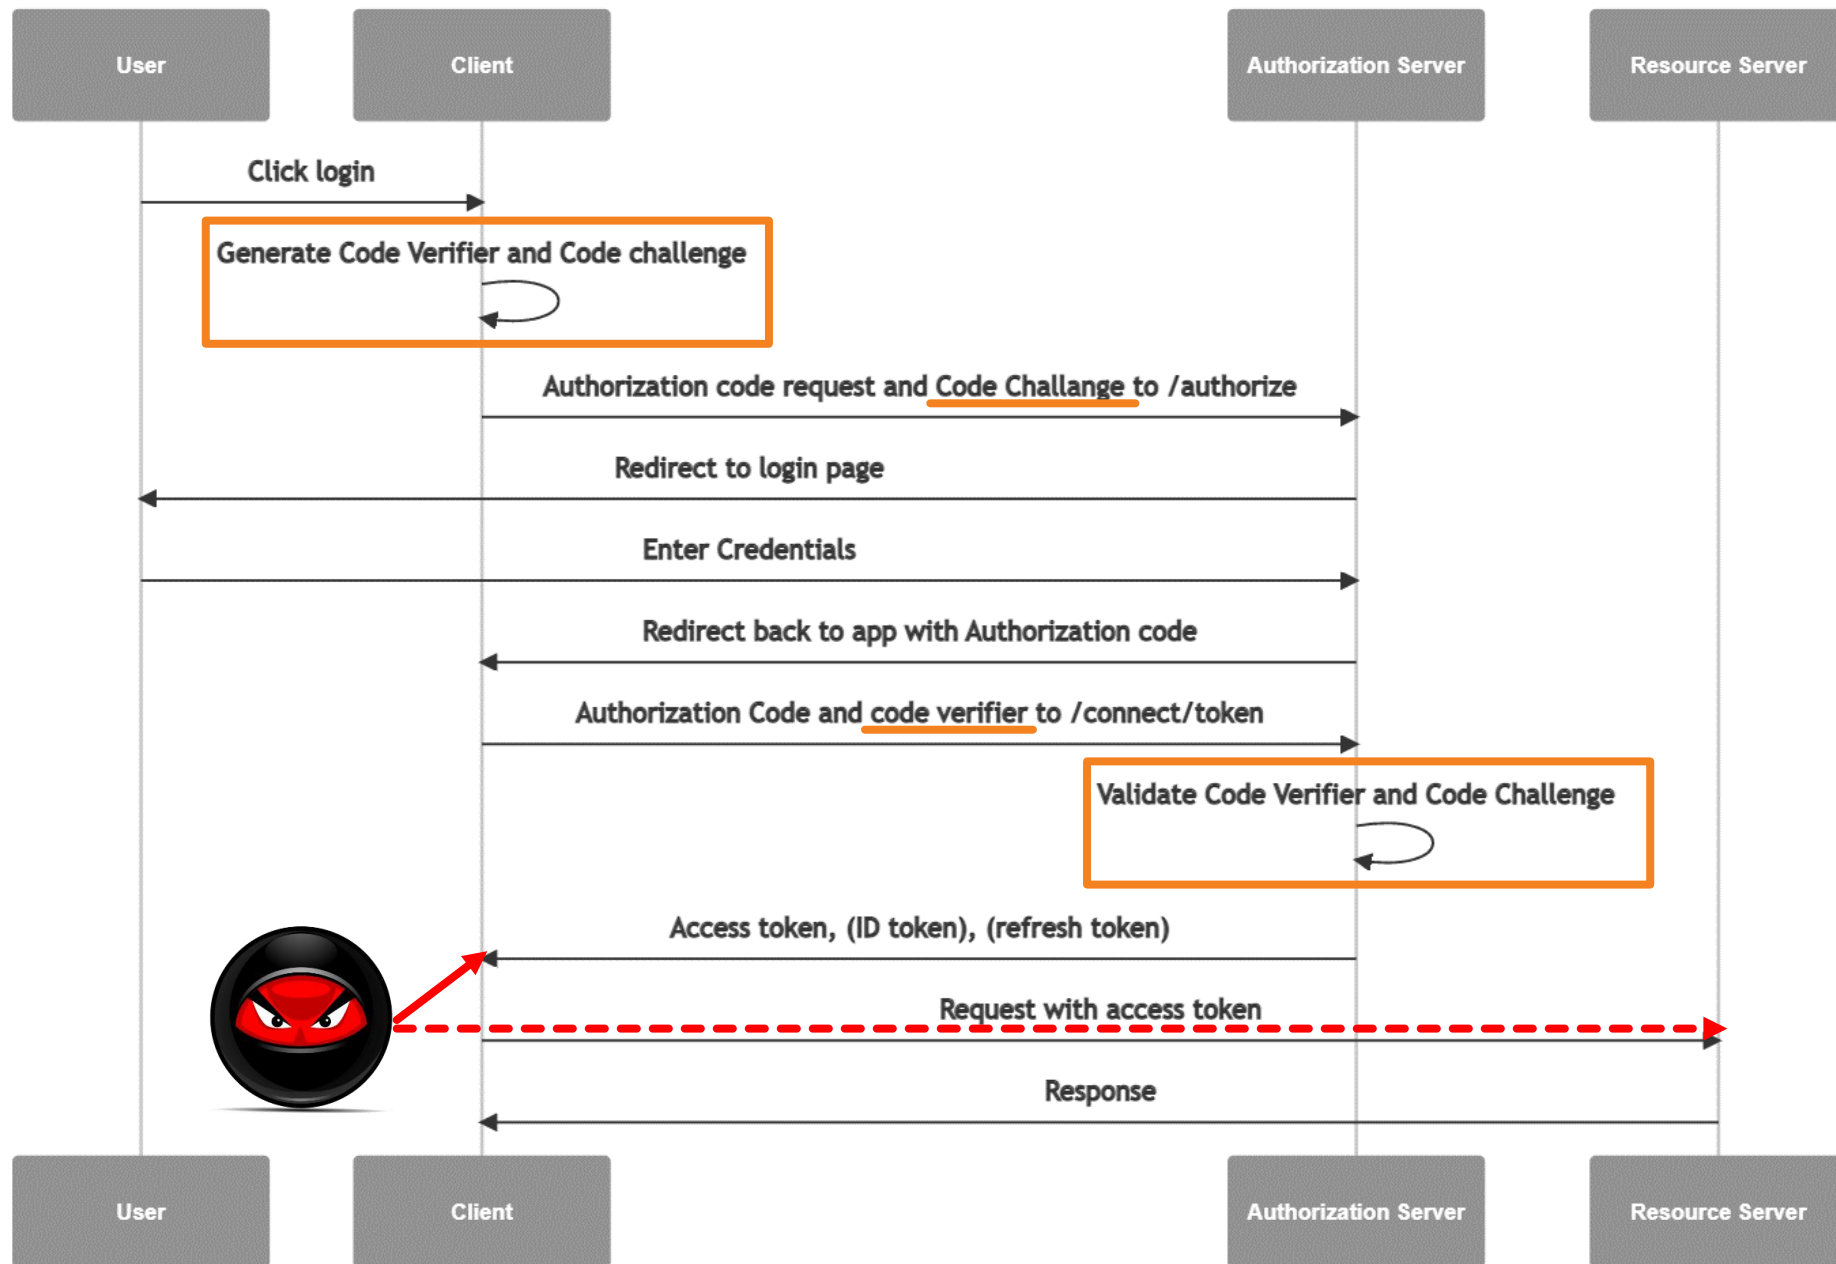 User
Client
Authorization Server
Resource Server
Click login
Generate Code Verifier and Code challenge
Authorization code request and Code Challange to /authorize
Redirect to login page
Enter Credentials
Redirect back to app with Authorization code
Authorization Code and code verifier to /connect/token
Validate Code Verifier and Code Challenge
Access token, (ID token), (refresh token)
Request with access token
Response
User
Client
Authorization Server
Resource Server